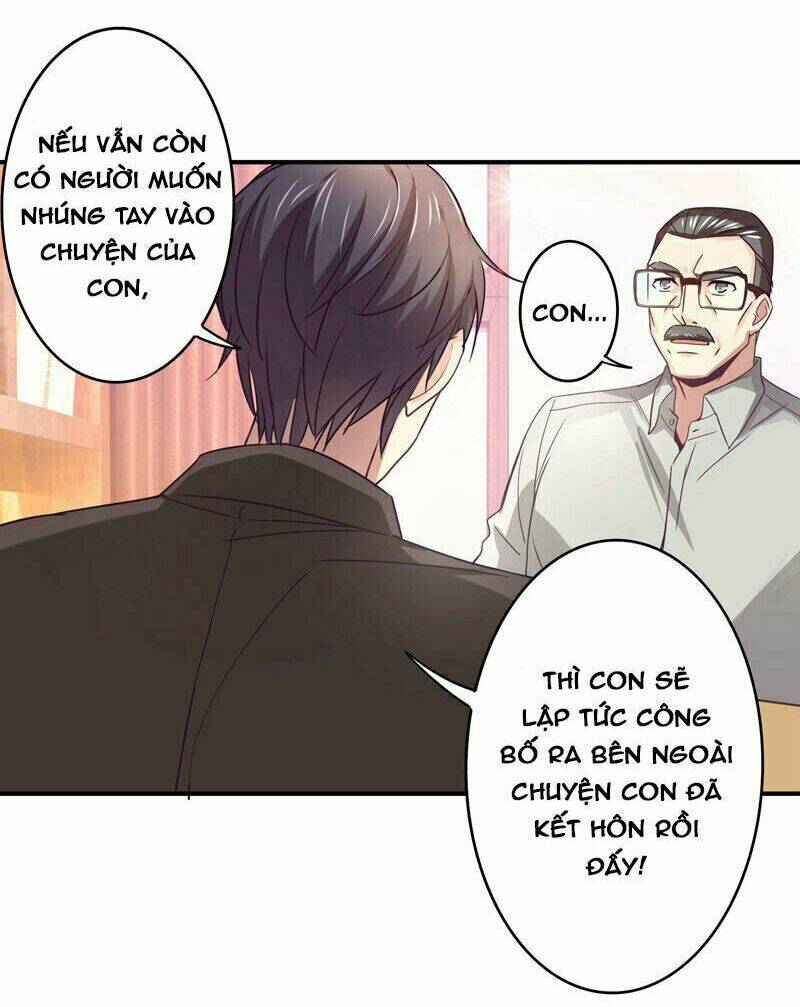 NẾU VẪN CÒN
CÓ NGƯỜI MUỐN
NHÚNG TAY VÀO
CHUYỆN CỦA
CON,
CON...
THÌ CON SẼ
LẬP TỨC CÔNG
BỐ RA BÊN NGOÀI
CHUYỆN CON ĐÃ
KẾT HÔN RỒI
ĐẤY!